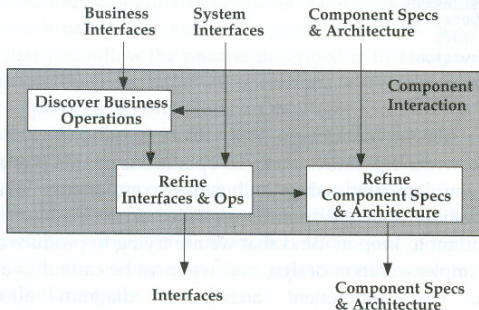 Business
Interfaces
System
Interfaces
Component Specs
& Architecture
Component
Interaction
Discover Business
Operations
Refine
Interfaces & Ops
Refine
Component Specs
& Architecture
Interfaces
Component Specs
& Architecture